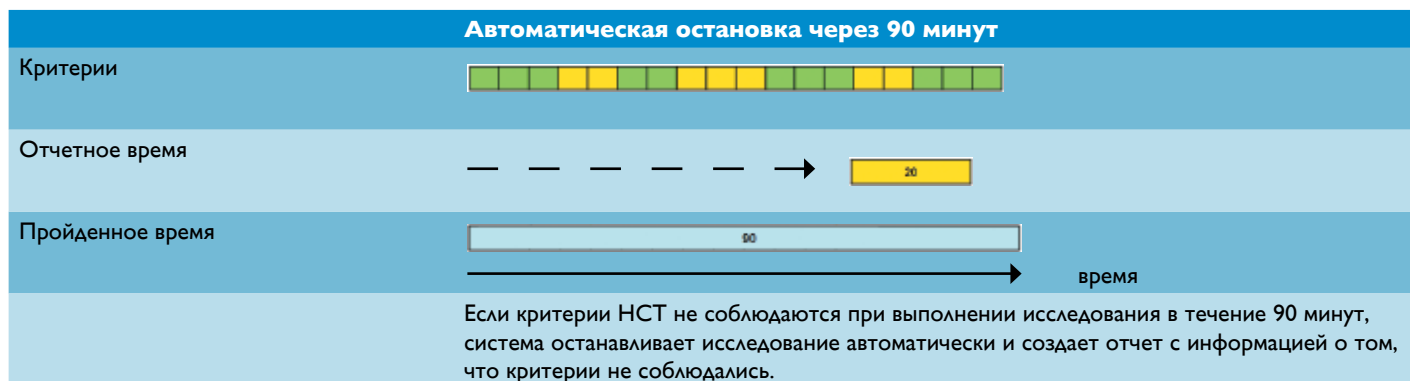 Автоматическая остановка через 90 минут
Критерии
Отчетное время
20
Пройденное время
90
время
Если критерии НСТ не соблюдаются при выполнении исследования в течение 90 минут,
система останавливает исследование автоматически и создает отчет с информацией о том,
что критерии не соблюдались.